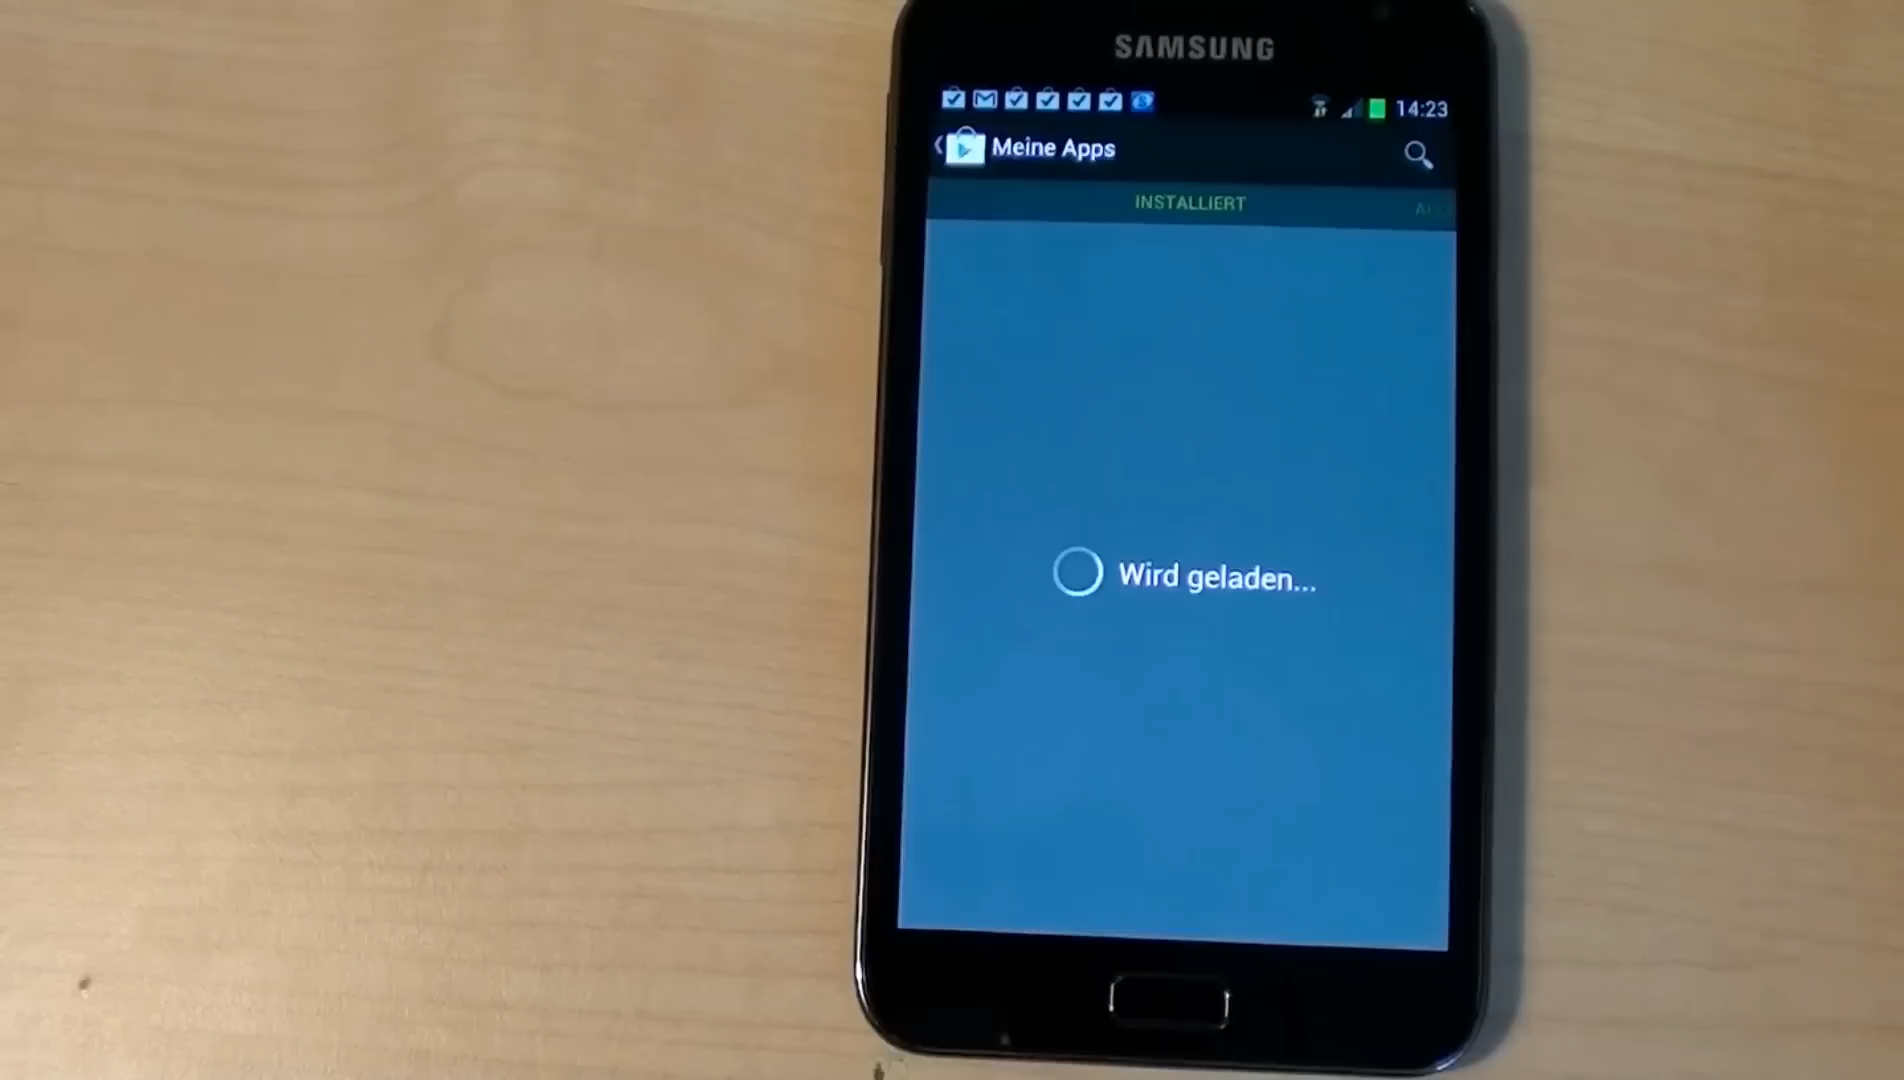 SAMSUNG
14:23
Meine Apps
INSTALLIERT
Wird geladen...